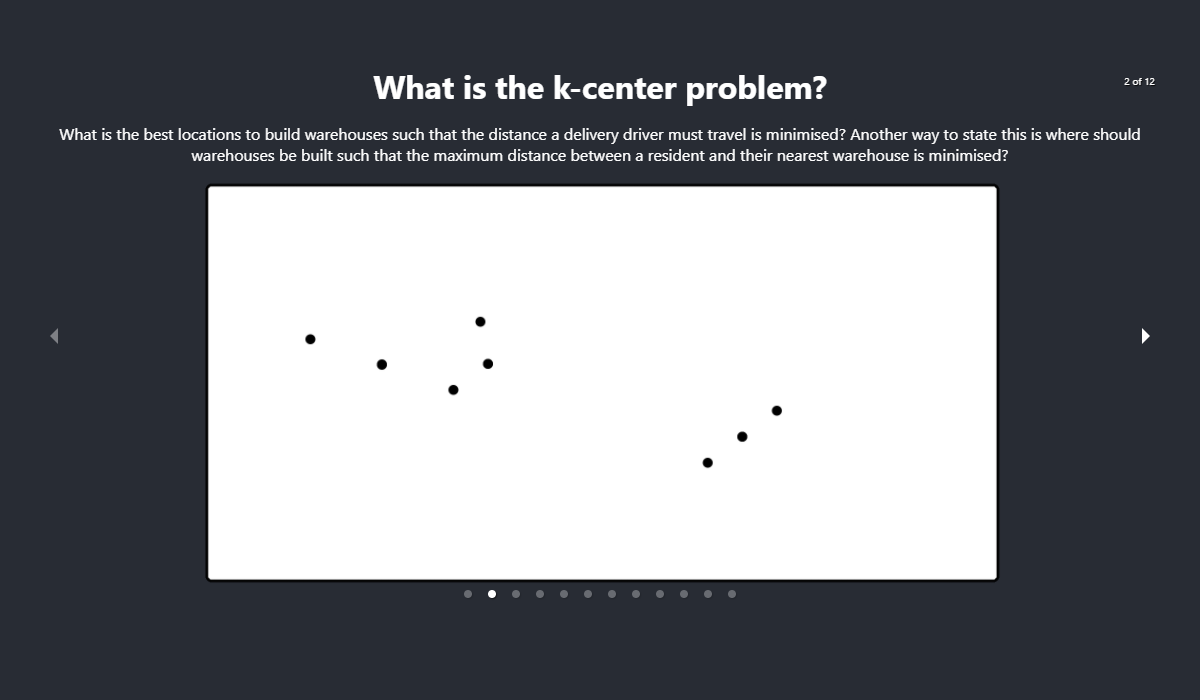 What is the k-center problem?
2 of 12
What is the best locations to build warehouses such that the distance a delivery driver must travel is minimised? Another way to state this is where should
warehouses be built such that the maximum distance between a resident and their nearest warehouse is minimised?